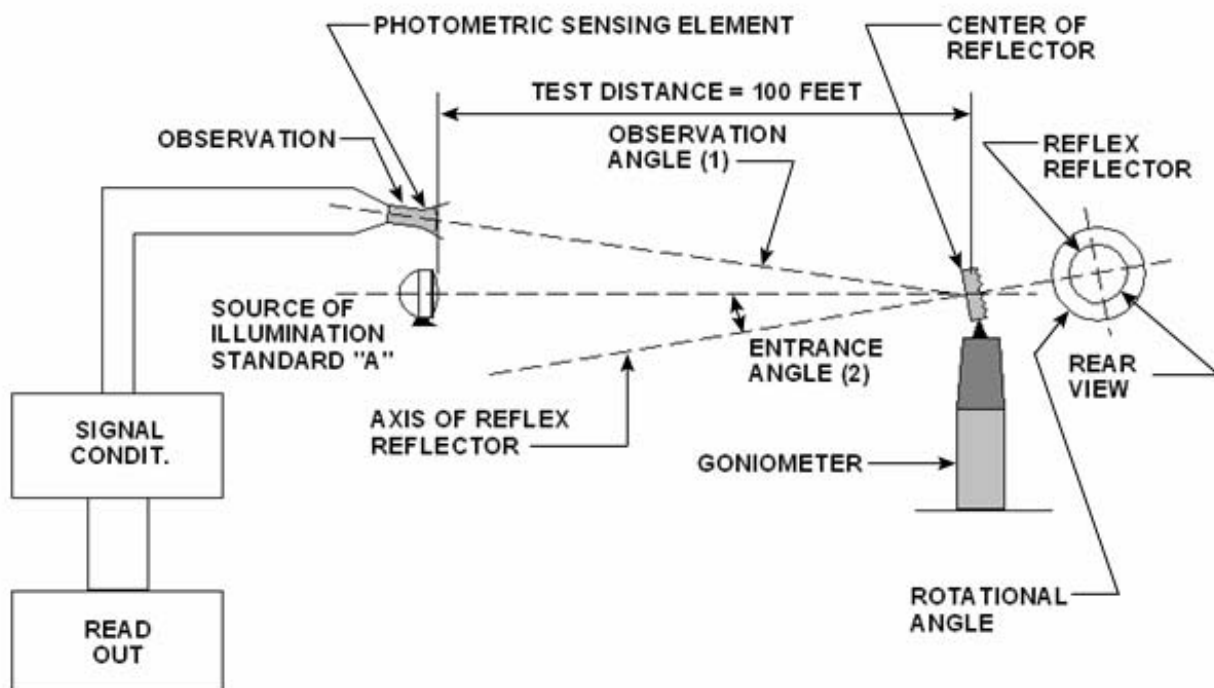 PHOTOMETRIC SENSING ELEMENT
CENTER OF
REFLECTOR
TEST DISTANCE = 100 FEET
OBSERVATION
OBSERVATION
ANGLE (1)
REFLEX
REFLECTOR
SOURCE OF
ILLUMINATION
STANDARD "A"
ENTRANCE
ANGLE (2)
REAR
VIEW
AXIS OF REFLEX
REFLECTOR
SIGNAL
CONDIT.
GONIOMETER
ROTATIONAL
ANGLE
READ
OUT